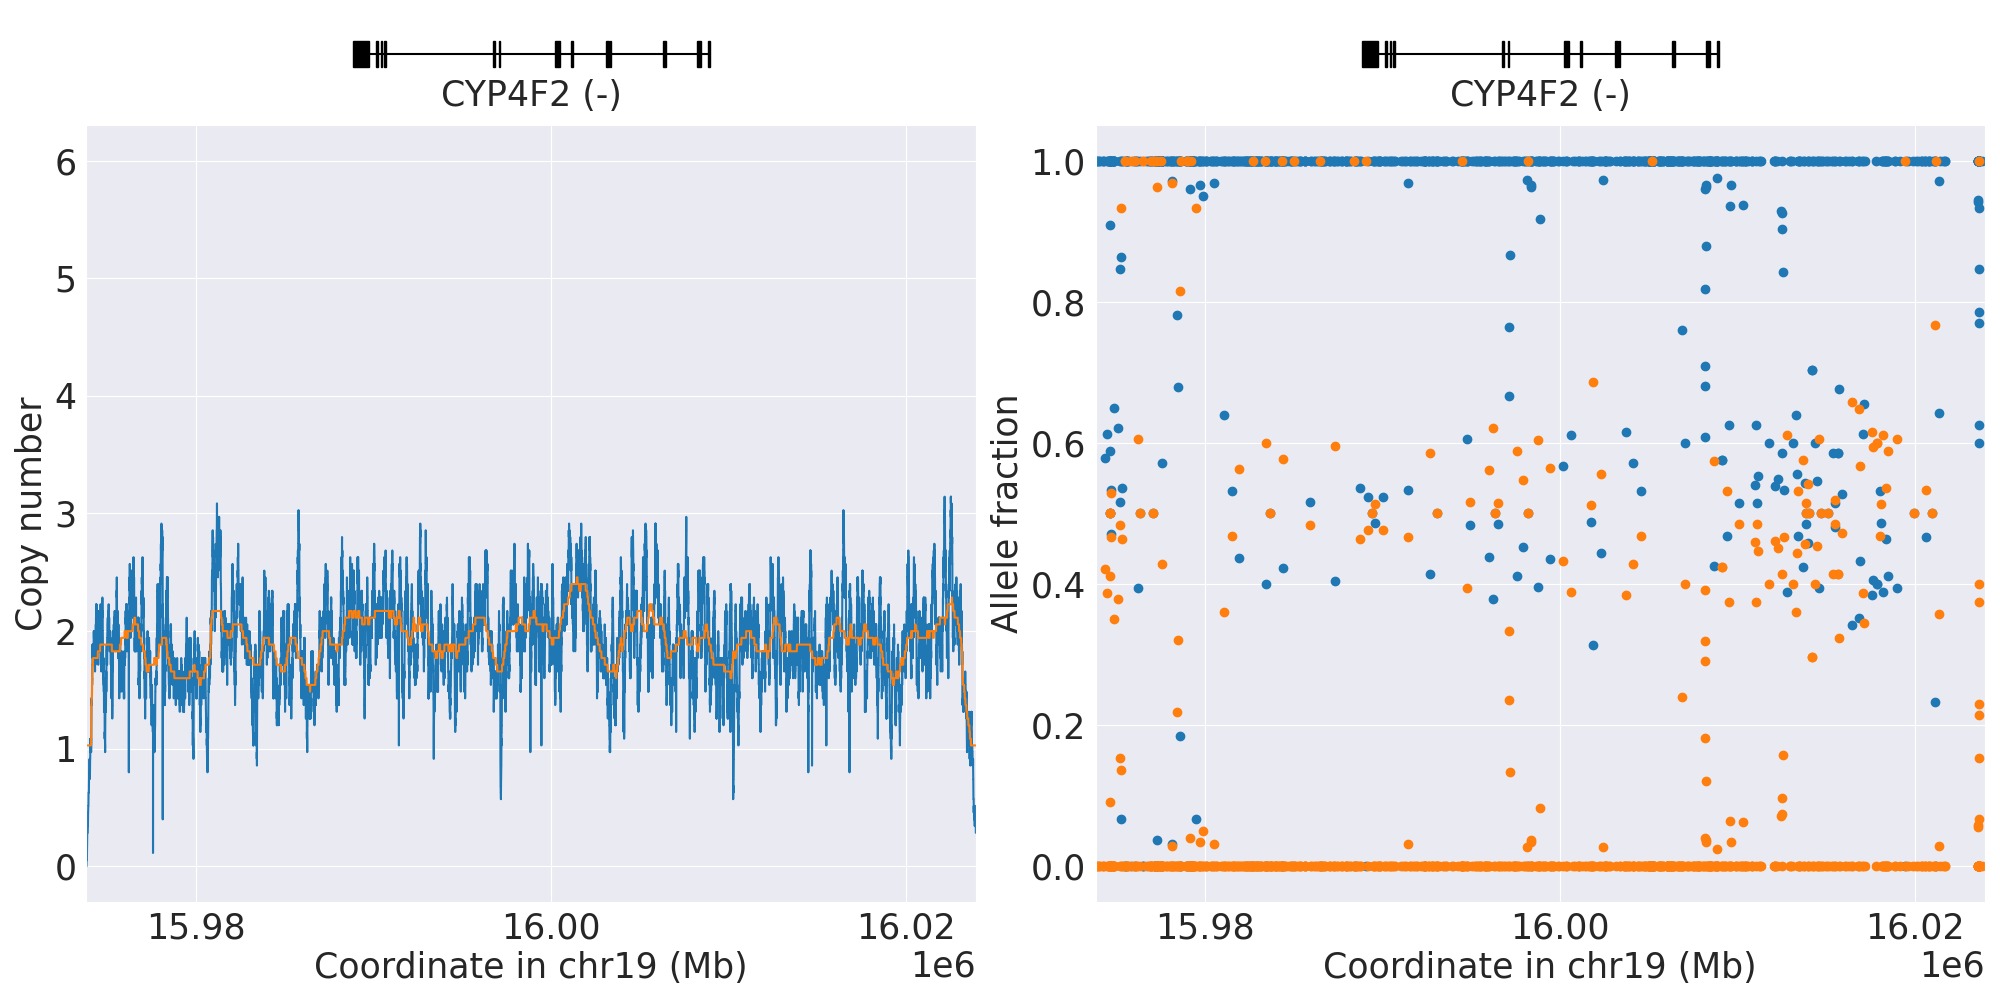 CYP4F2 (-)
6
5
4
3
2
1
0
Copy number
15.98
16.00
16.02
1e6
Coordinate in chr19 (Mb)
CYP4F2 (-)
1.0
0.8
0.6
0.4
0.2
0.0
Allele fraction
15.98
16.00
16.02
1e6
Coordinate in chr19 (Mb)